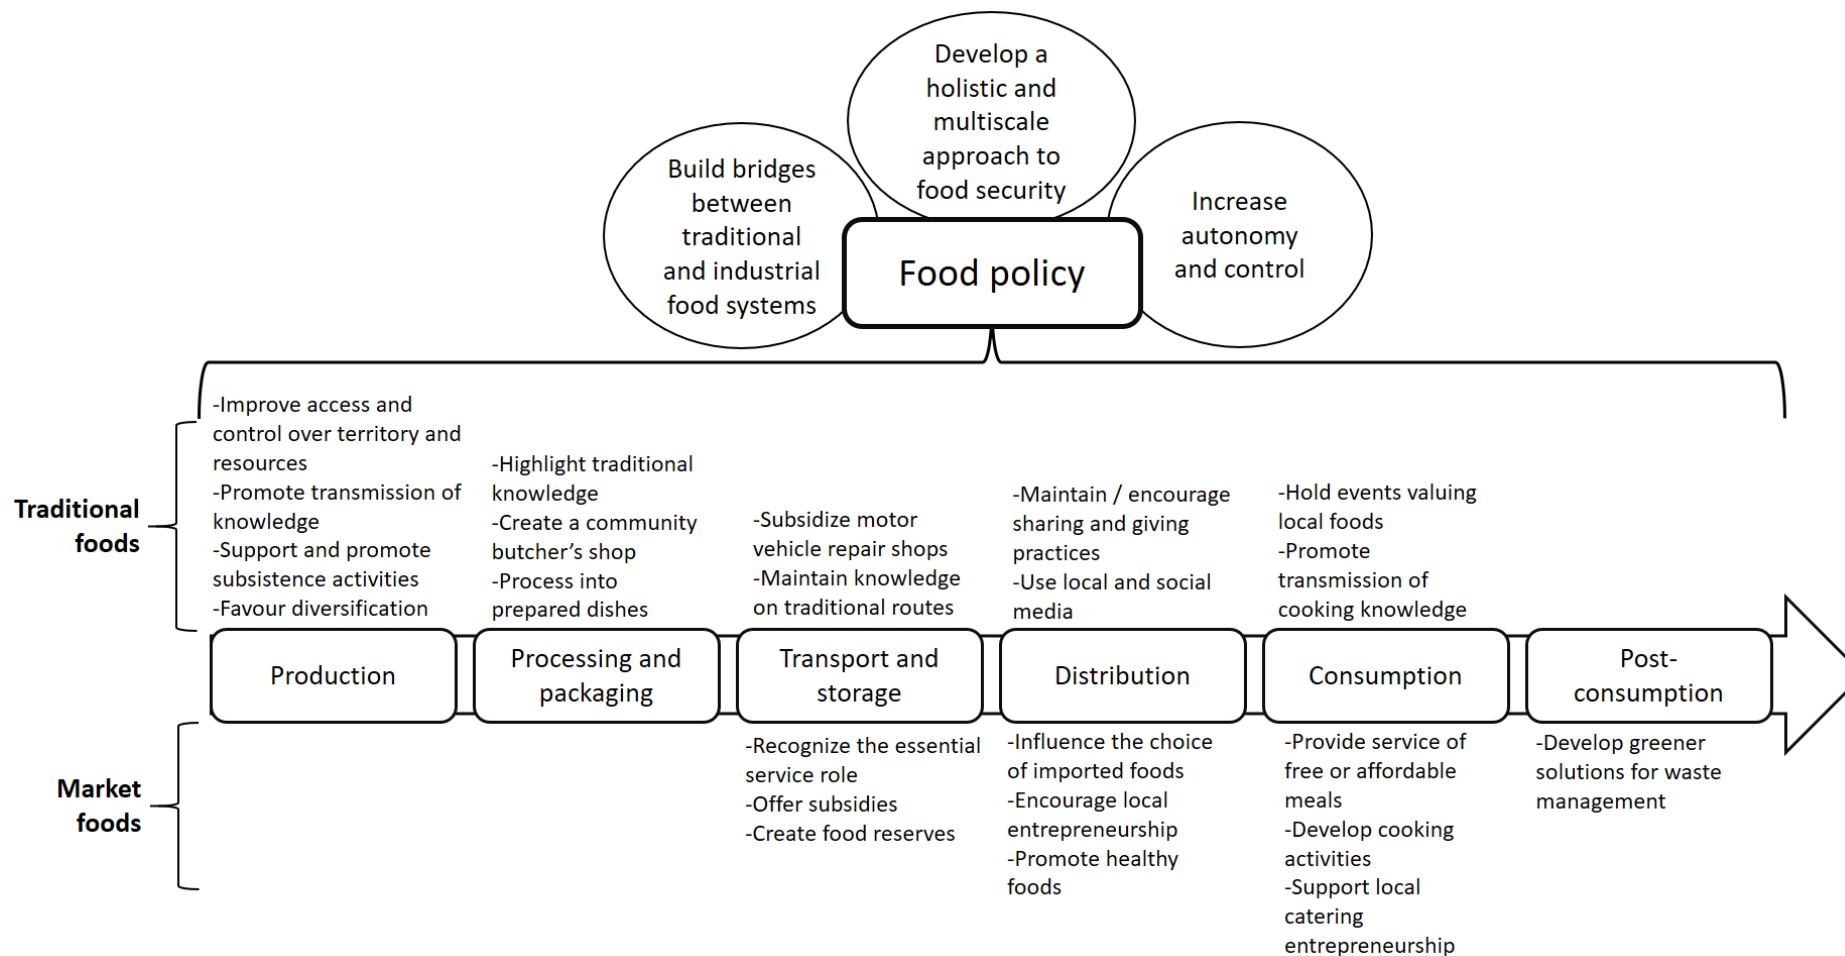 Develop a
holistic and
multiscale
approach to
food security
Build bridges
between
traditional
and industrial
food systems
Increase
autonomy
and control
Food policy
Traditional
foods
-Improve access and
control over territory and
resources
-Promote transmission of
knowledge
-Support and promote
subsistence activities
-Favour diversification
-Highlight traditional
knowledge
-Create a community
butcher’s shop
-Process into
prepared dishes
-Subsidize motor
vehicle repair shops
-Maintain knowledge
on traditional routes
-Maintain / encourage
sharing and giving
practices
-Use local and social
media
-Hold events valuing
local foods
-Promote
transmission of
cooking knowledge
Production
Processing and
packaging
Transport and
storage
Distribution
Consumption
Post-
consumption
Market
foods
-Recognize the essential
service role
-Offer subsidies
-Create food reserves
-Influence the choice
of imported foods
-Encourage local
entrepreneurship
-Promote healthy
foods
-Provide service of
free or affordable
meals
-Develop cooking
activities
-Support local
catering
entrepreneurship
-Develop greener
solutions for waste
management